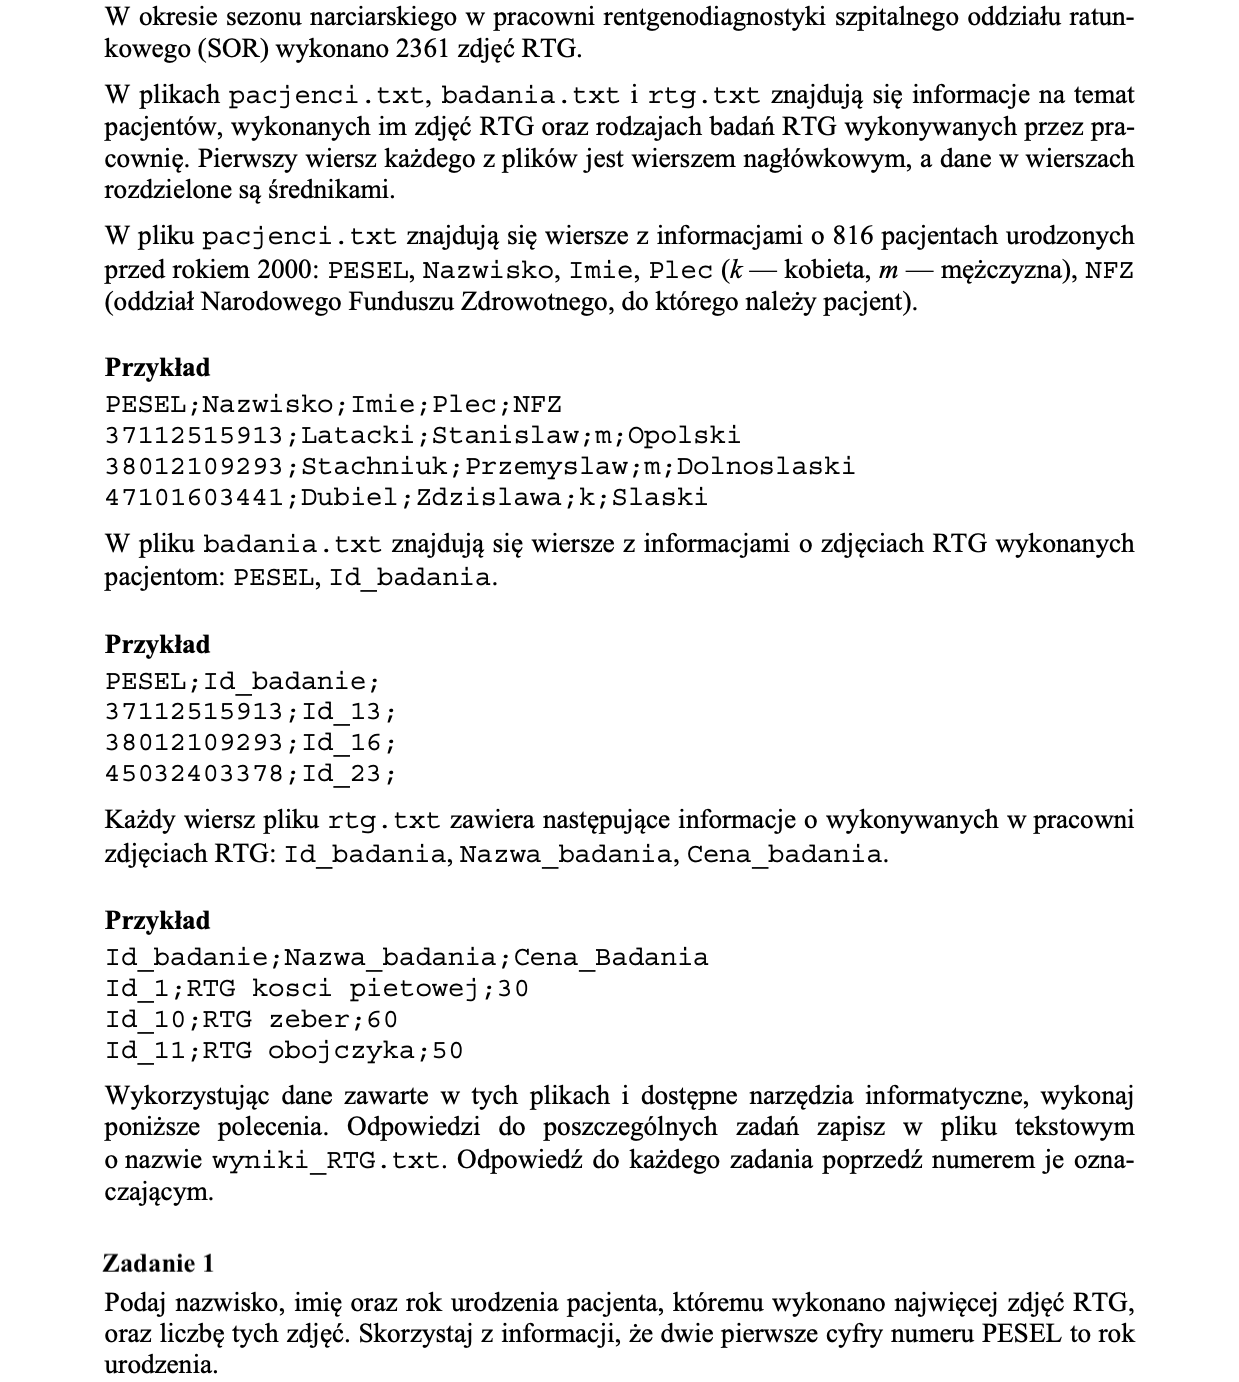 W okresie sezonu narciarskiego w pracowni rentgenodiagnostyki szpitalnego oddziału ratun-
kowego (SOR) wykonano 2361 zdjęć RTG.
W plikach pacjenci.txt, badania.txt i rtg.txt znajdują się informacje na temat
pacjentów, wykonanych im zdjęć RTG oraz rodzajach badań RTG wykonywanych przez pra-
cownię. Pierwszy wiersz każdego z plików jest wierszem nagłówkowym, a dane w wierszach
rozdzielone są średnikami.
W pliku pacjenci.txt znajdują się wiersze z informacjami o 816 pacjentach urodzonych
przed rokiem 2000: PESEL, Nazwisko, Imie, Plec (k — kobieta, m — mężczyzna), NFZ
(oddział Narodowego Funduszu Zdrowotnego, do którego należy pacjent).
Przykład
PESEL;Nazwisko;Imie;Plec;NFZ
37112515913;Latacki;Stanislaw;m;Opolski
38012109293;Stachniuk;Przemyslaw;m;Dolnoslaski
47101603441;Dubiel;Zdzislawa;k;Slaski
W pliku badania.txt znajdują się wiersze z informacjami o zdjęciach RTG wykonanych
pacjentom: PESEL, Id_badania.
Przykład
PESEL;Id_badanie;
37112515913;Id_13;
38012109293;Id_16;
45032403378;Id_23;
Każdy wiersz pliku rtg.txt zawiera następujące informacje o wykonywanych w pracowni
zdjęciach RTG: Id_badania, Nazwa_badania, Cena_badania.
Przykład
Id_badanie;Nazwa_badania;Cena_Badania
Id_1;RTG kosci pietowej;30
Id_10;RTG zeber;60
Id_11;RTG obojczyka;50
Wykorzystując dane zawarte w tych plikach i dostępne narzędzia informatyczne, wykonaj
poniższe polecenia. Odpowiedzi do poszczególnych zadań zapisz w pliku tekstowym
o nazwie wyniki_RTG.txt. Odpowiedź do każdego zadania poprzedź numerem je ozna-
czającym.
Zadanie 1
Podaj nazwisko, imię oraz rok urodzenia pacjenta, któremu wykonano najwięcej zdjęć RTG,
oraz liczbę tych zdjęć. Skorzystaj z informacji, że dwie pierwsze cyfry numeru PESEL to rok
urodzenia.